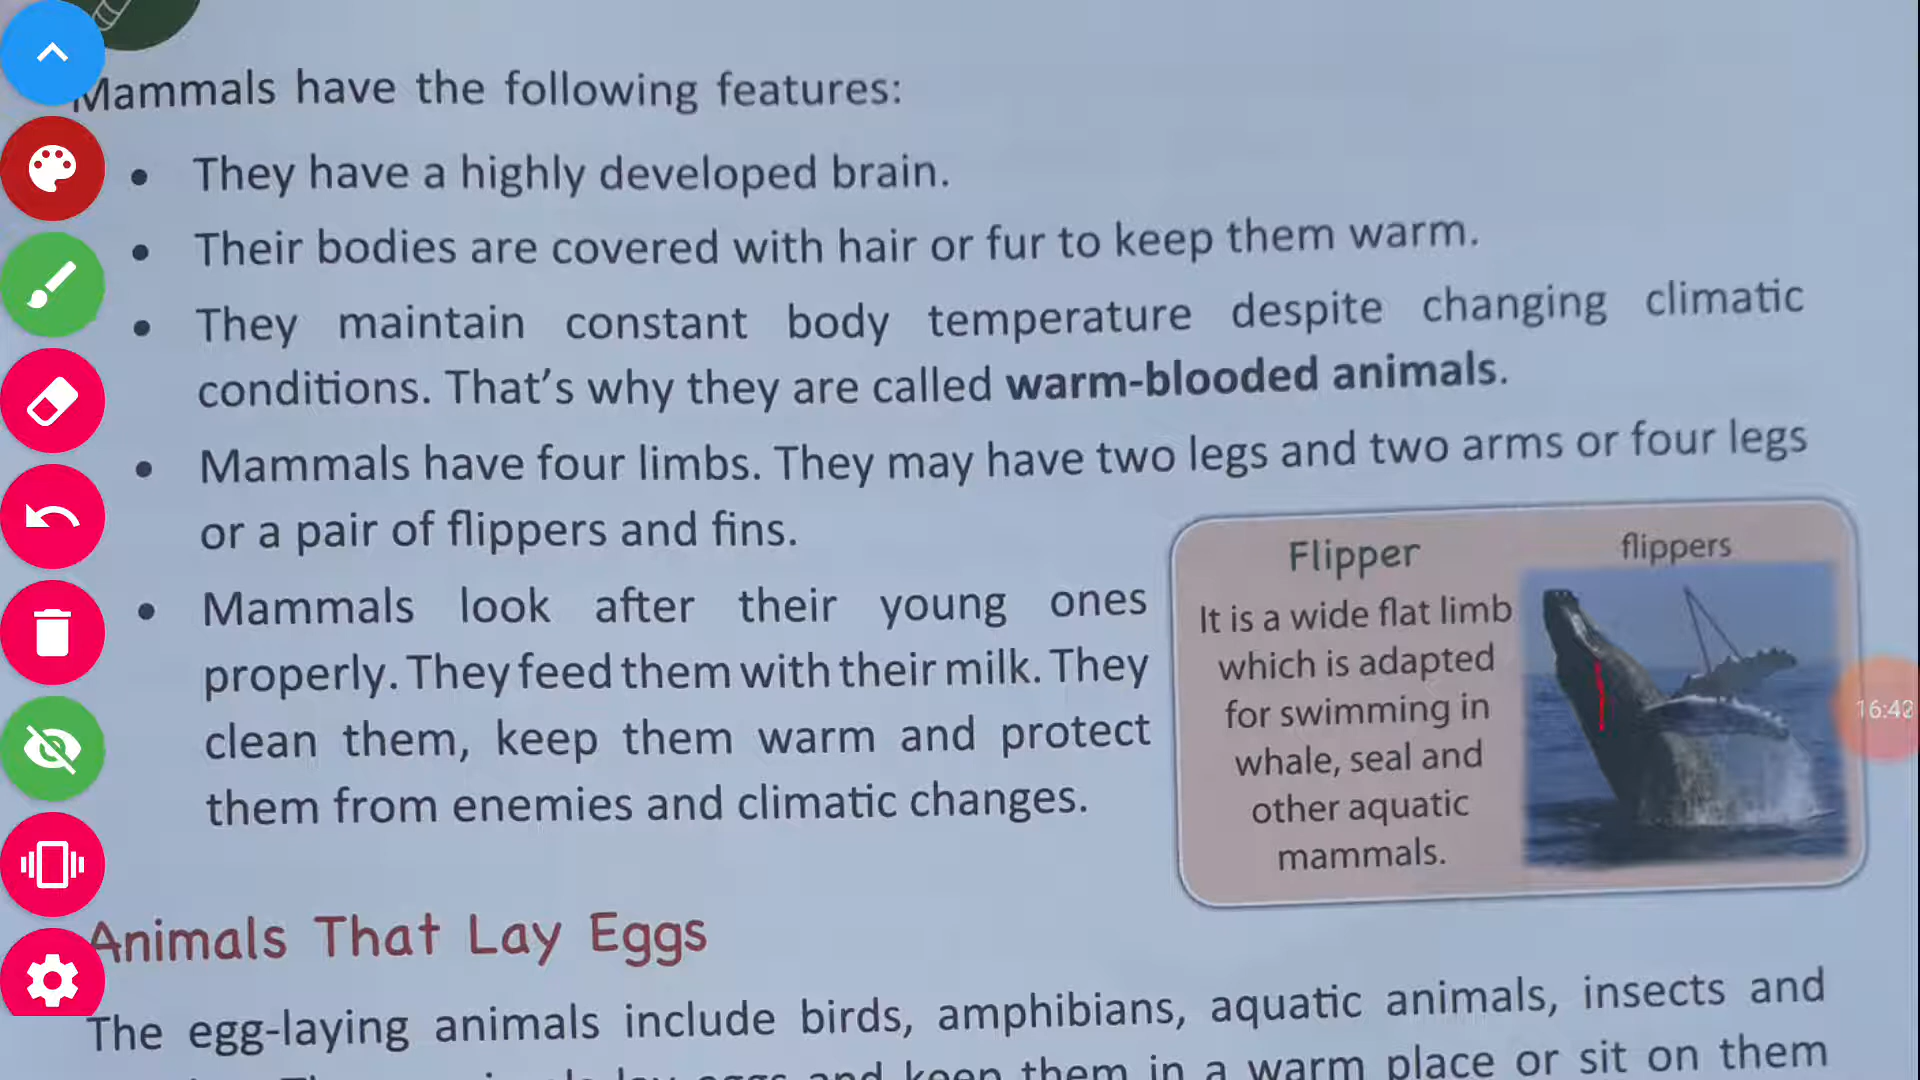 Mammals have the following features:
• They have a highly developed brain.
• Their bodies are covered with hair or fur to keep them warm.
• They maintain constant body temperature despite changing climatic
conditions. That's why they are called warm-blooded animals.
• Mammals have four limbs. They may have two legs and two arms or four legs
or a pair of flippers and fins.
• Mammals look after their young ones
properly. They feed them with their milk. They
clean them, keep them warm and protect
them from enemies and climatic changes.
Flipper
It is a wide flat limb
which is adapted
for swimming in
whale, seal and
other aquatic
mammals.
flippers
16:42
Animals That Lay Eggs
The egg-laying animals include birds, amphibians, aquatic animals, insects and
lay eggs and keep them in a warm place or sit on them